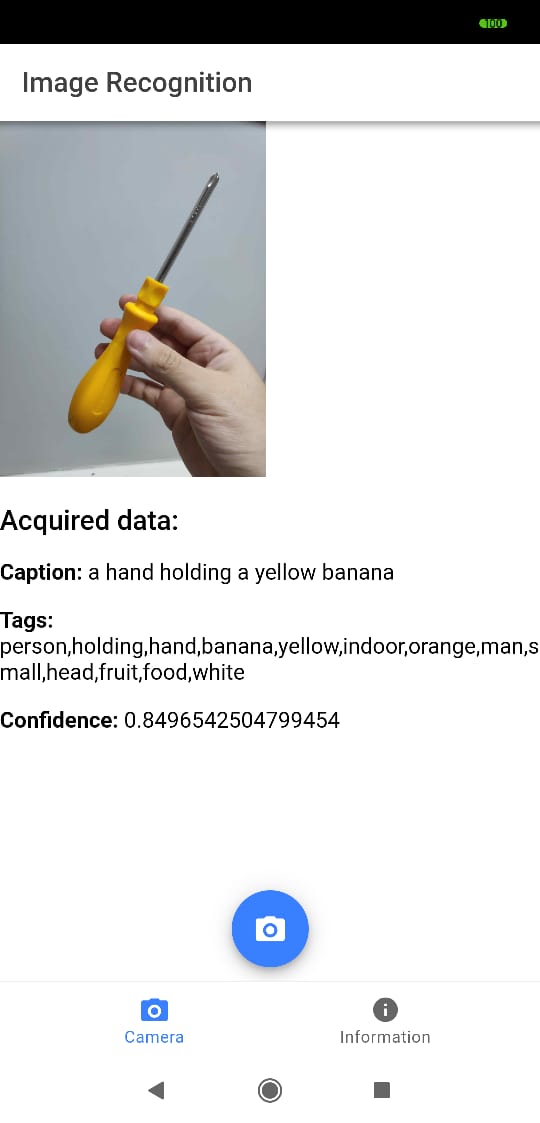 100
Image Recognition
Acquired data:
Caption: a hand holding a yellow banana
Tags:
person,holding,hand,banana,yellow,indoor,orange,man,s
mall,head,fruit,food,white
Confidence: 0.8496542504799454
Camera
Information